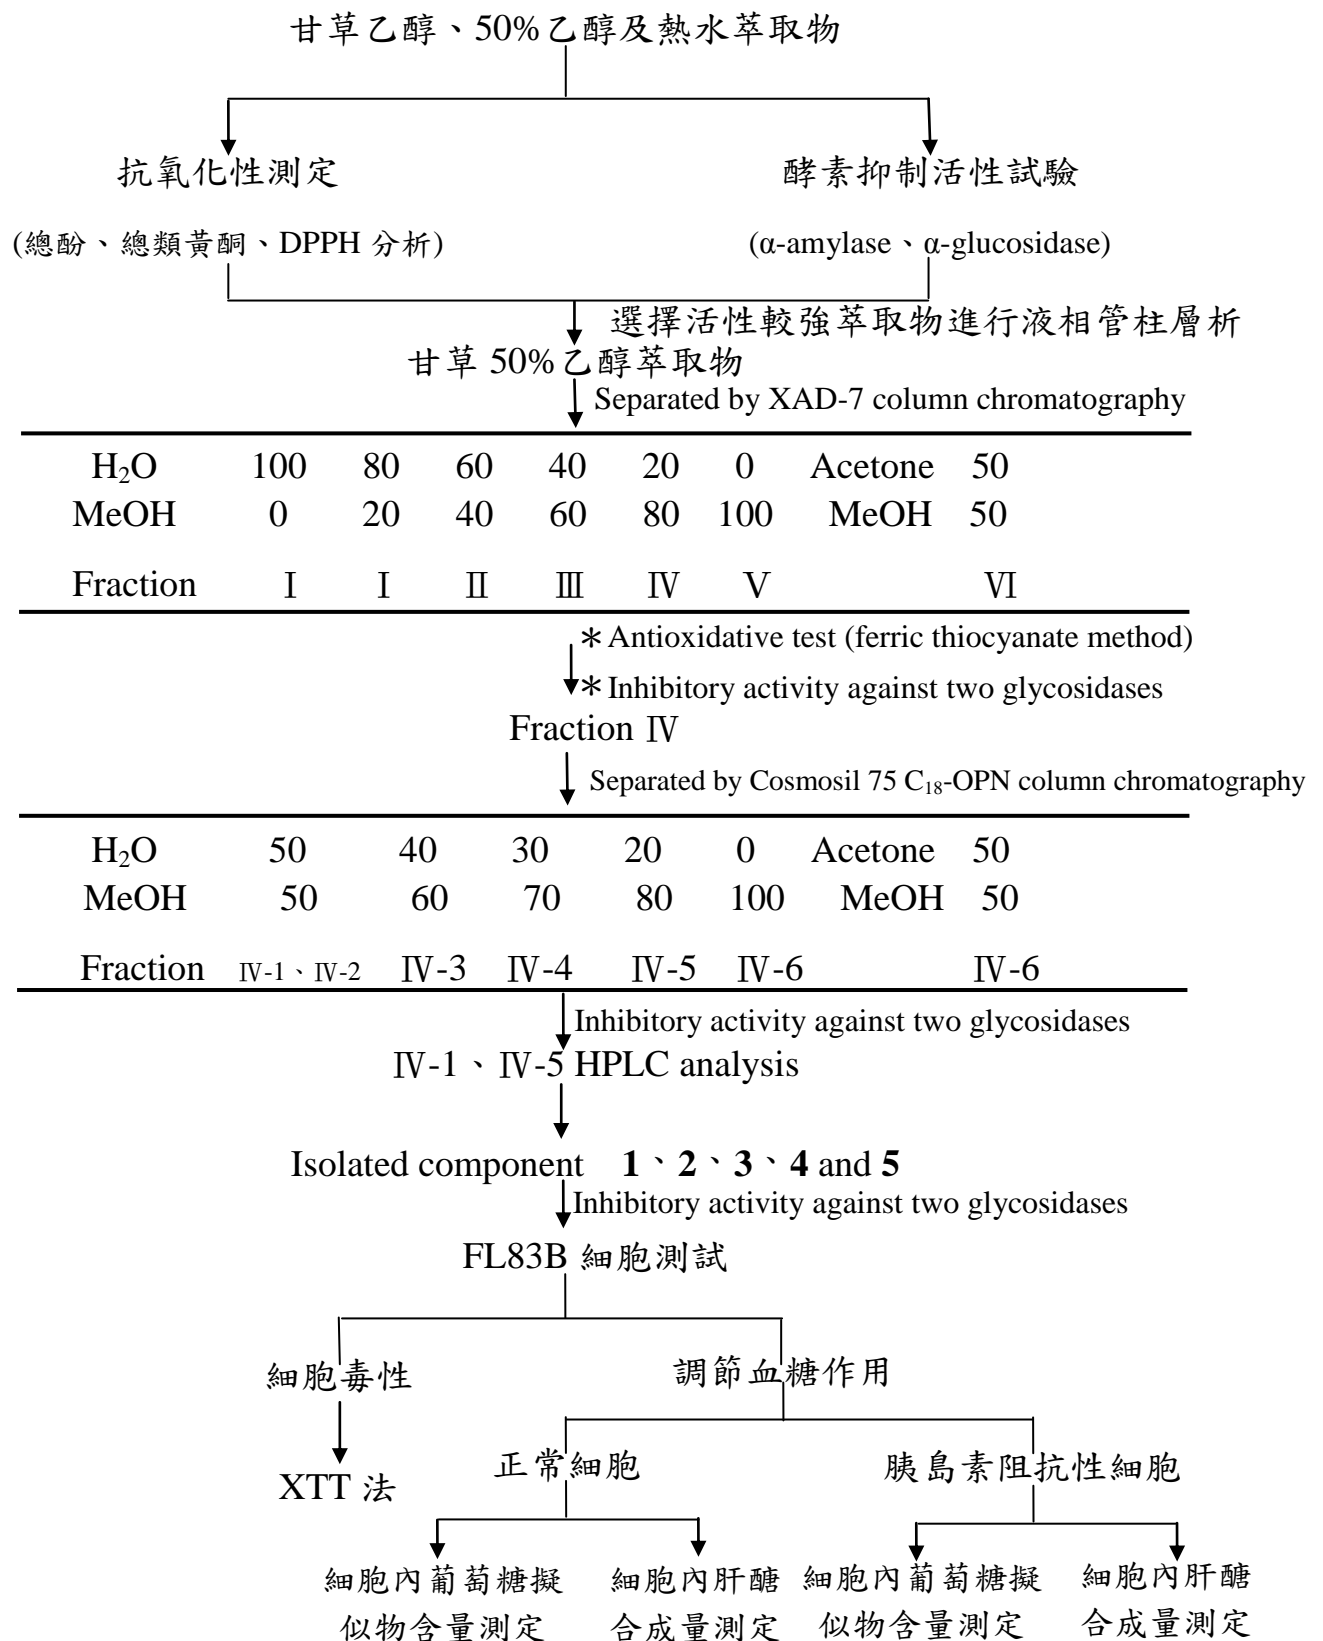 甘草乙醇、50%乙醇及熱水萃取物
抗氧化性測定
酵素抑制活性試驗
(總酚、總類黃酮、DPPH 分析)
(α-amylase、α-glucosidase)
選擇活性較強萃取物進行液相管柱層析
甘草 50%乙醇萃取物
Separated by XAD-7 column chromatography
H₂O 100 80 60 40 20 0 Acetone 50
MeOH 0 20 40 60 80 100 MeOH 50
Fraction Ⅰ Ⅰ Ⅱ Ⅲ Ⅳ Ⅴ Ⅵ
＊Antioxidative test (ferric thiocyanate method)
＊Inhibitory activity against two glycosidases
Fraction Ⅳ
Separated by Cosmosil 75 C₁₈-OPN column chromatography
H₂O 50 40 30 20 0 Acetone 50
MeOH 50 60 70 80 100 MeOH 50
Fraction Ⅳ-1、Ⅳ-2 Ⅳ-3 Ⅳ-4 Ⅳ-5 Ⅳ-6 Ⅳ-6
Inhibitory activity against two glycosidases
Ⅳ-1、Ⅳ-5 HPLC analysis
Isolated component 1、2、3、4 and 5
Inhibitory activity against two glycosidases
FL83B 細胞測試
細胞毒性
調節血糖作用
XTT 法
正常細胞
胰島素阻抗性細胞
細胞內葡萄糖擬
似物含量測定
細胞內肝醣
合成量測定
細胞內葡萄糖擬
似物含量測定
細胞內肝醣
合成量測定